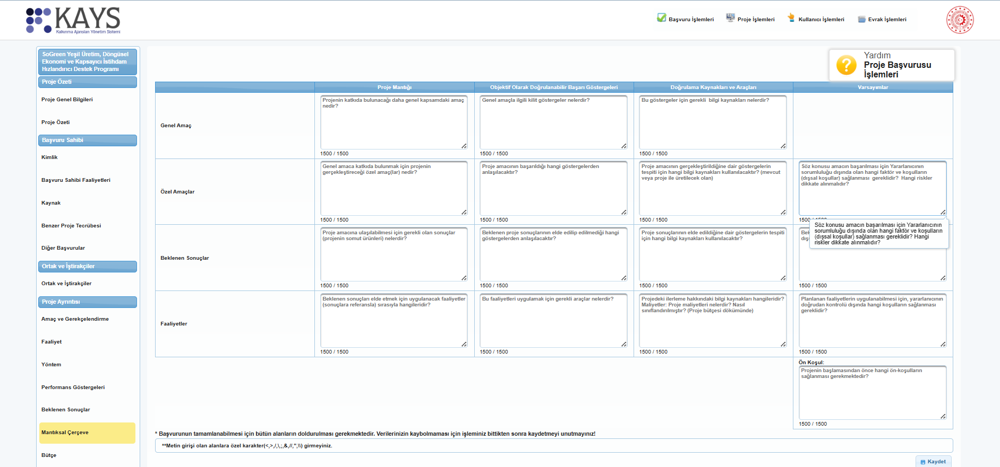 KAYS
Kalkınma Ajansları Yönetim Sistemi
Başvuru İşlemleri
Proje İşlemleri
Kullanıcı İşlemleri
Evrak İşlemleri
SoGreen Yeşil Üretim, Döngüsel
Ekonomi ve Kapsayıcı İstihdam
Hızlandırıcı Destek Programı
Proje Özeti
Proje Genel Bilgileri
Proje Özeti
Başvuru Sahibi
Kimlik
Başvuru Sahibi Faaliyetleri
Kaynak
Benzer Proje Tecrübesi
Diğer Başvurular
Ortak ve İştirakçiler
Ortak ve İştirakçiler
Proje Ayrıntısı
Amaç ve Gerekçelendirme
Faaliyet
Yöntem
Performans Göstergeleri
Beklenen Sonuçlar
Mantıksal Çerçeve
Bütçe
Yardım
Proje Başvurusu
İşlemleri
Proje Mantığı
Objektif Olarak Doğrulanabilir Başarı Göstergeleri
Doğrulama Kaynakları ve Araçları
Varsayımlar
Genel Amaç
Projenin katkıda bulunacağı daha genel kapsamdaki amaç
nedir?
1500 / 1500
Genel amaçla ilgili kilit göstergeler nelerdir?
1500 / 1500
Bu göstergeler için gerekli  bilgi kaynakları nelerdir?
1500 / 1500
Özel Amaçlar
Genel amaca katkıda bulunmak için projenin
gerçekleştireceği özel amaç(lar) nedir?
1500 / 1500
Proje amacının başarıldığı hangi göstergelerden
anlaşılacaktır?
1500 / 1500
Proje amacının gerçekleştirildiğine dair göstergelerin
tespiti için hangi bilgi kaynakları kullanılacaktır? (mevcut
veya proje ile üretilecek olan)
1500 / 1500
Söz konusu amacın başarılması için Yararlanıcının
sorumluluğu dışında olan hangi faktör ve koşulların
(dışsal koşullar) sağlanması  gereklidir?  Hangi riskler
dikkate alınmalıdır?
1500 / 1500
Söz konusu amacın başarılması için Yararlanıcının
sorumluluğu dışında olan hangi faktör ve koşulların
(dışsal koşullar) sağlanması gereklidir? Hangi
riskler dikkate alınmalıdır?
Beklenen Sonuçlar
Proje amacına ulaşılabilmesi için gerekli olan sonuçlar
(projenin somut ürünleri) nelerdir?
1500 / 1500
Beklenen proje sonuçlarının elde edilip edilmediği hangi
göstergelerden anlaşılacaktır?
1500 / 1500
Proje sonuçlarının elde edildiğine dair göstergelerin tespiti
için hangi bilgi kaynakları kullanılacaktır?
1500 / 1500
1500 / 1500
Faaliyetler
Beklenen sonuçları elde etmek için uygulanacak faaliyetler
(sonuçlara referansla) sırasıyla hangileridir?
1500 / 1500
Bu faaliyetleri uygulamak için gerekli araçlar nelerdir?
1500 / 1500
Projedeki ilerleme hakkındaki bilgi kaynakları hangileridir?
Maliyetler: Proje maliyetleri nelerdir? Nasıl
sınıflandırılmıştır? (Proje bütçesi dökümünde)
1500 / 1500
Planlanan faaliyetlerin uygulanabilmesi için, yararlanıcının
doğrudan kontrolü dışında hangi koşulların sağlanması
gereklidir?
1500 / 1500
Ön Koşul:
Projenin başlamasından önce hangi ön-koşulların
sağlanması gerekmektedir?
1500 / 1500
* Başvurunun tamamlanabilmesi için bütün alanların doldurulması gerekmektedir. Verilerinizin kaybolmaması için işleminiz bittikten sonra kaydetmeyi unutmayınız!
**Metin girişi olan alanlara özel karakter(<,>,/,\,;,&,//,",\\) girmeyiniz.
Kaydet